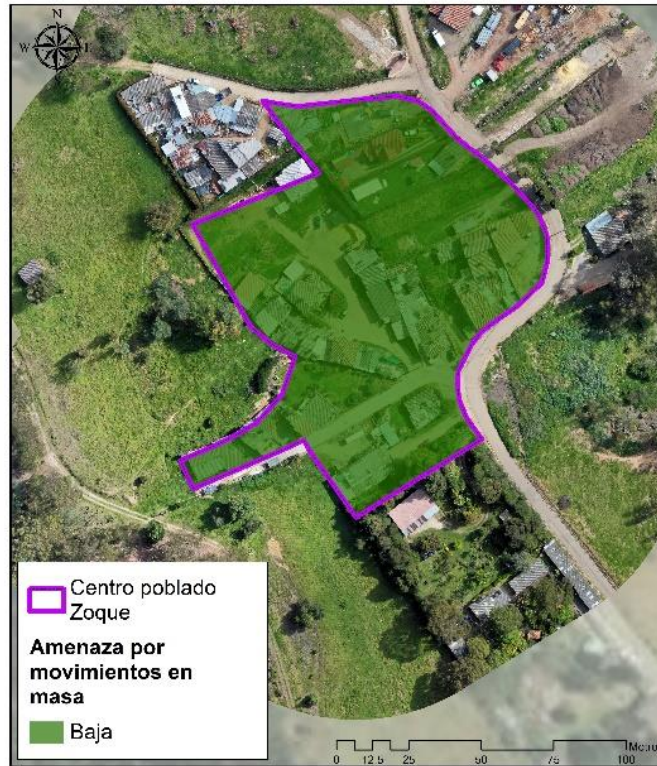 N
W
E
S
Centro poblado
Zoque
Amenaza por
movimientos en
masa
Baja
0 12.5 25 50 75 100